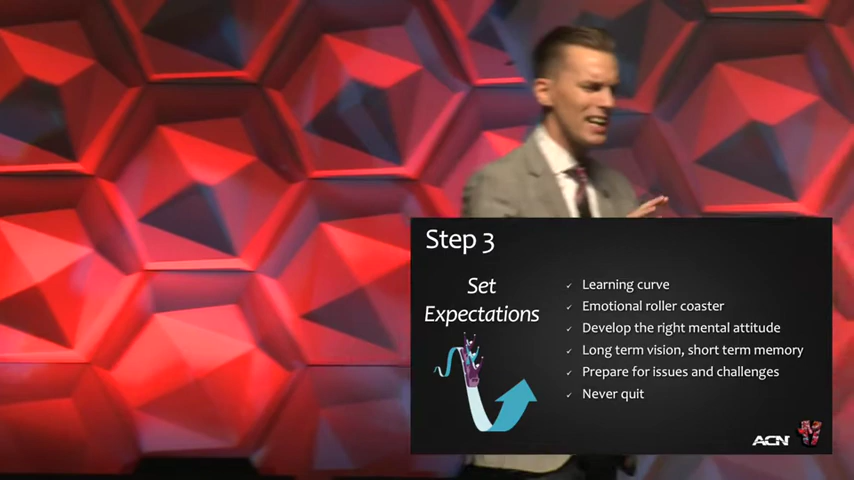 Step 3
Set
Expectations
✓ Learning curve
✓ Emotional roller coaster
✓ Develop the right mental attitude
✓ Long term vision, short term memory
✓ Prepare for issues and challenges
✓ Never quit
ACN